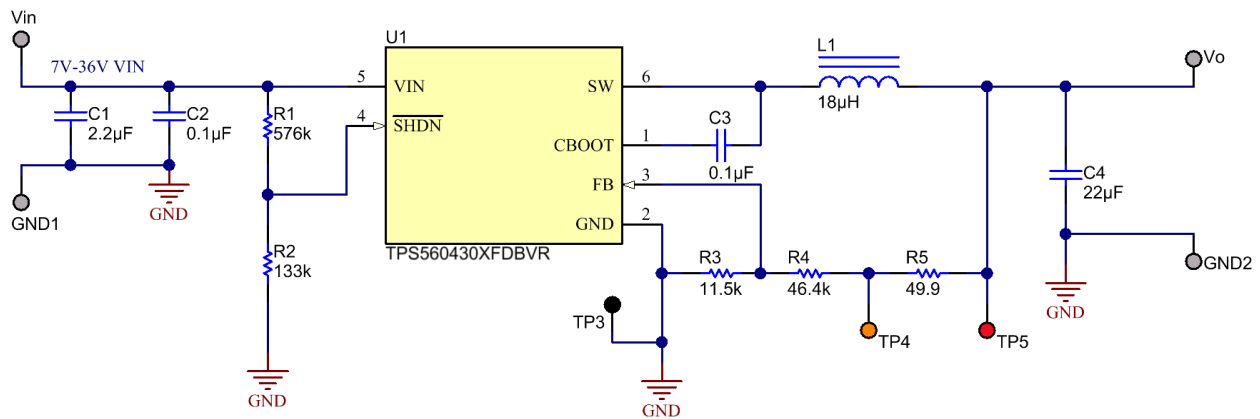 Vin
7V-36V VIN
C1
2.2µF
C2
0.1µF
GND1
GND
R1
576k
R2
133k
GND
U1
5
VIN
4
SHDN
SW
6
CBOOT
1
FB
3
GND
2
TPS560430XFDBVR
C3
0.1µF
L1
18µH
Vo
C4
22µF
GND2
GND
R3
11.5k
R4
46.4k
R5
49.9
TP3
TP4
TP5
GND